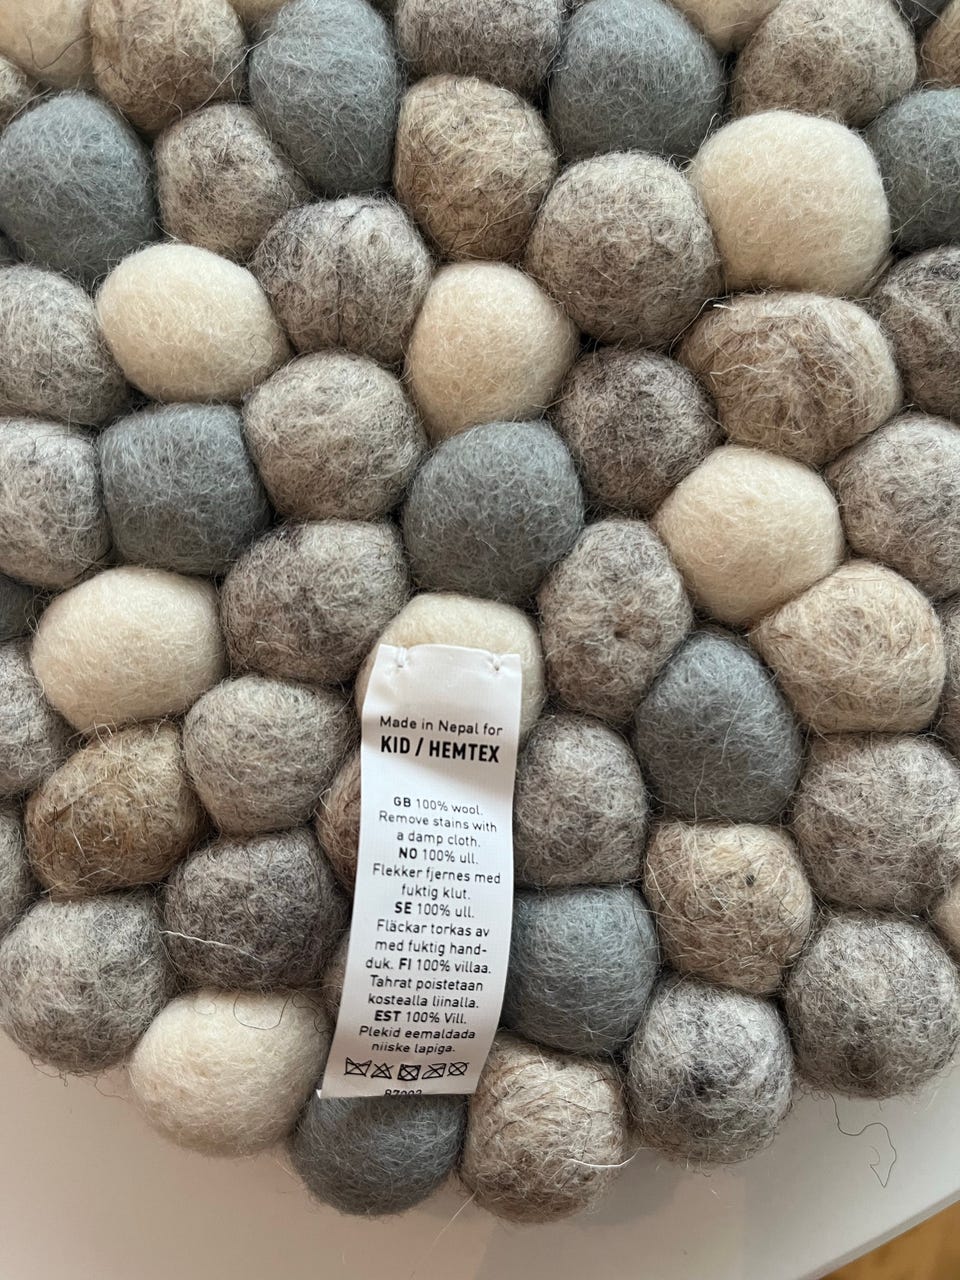 Made in Nepal for
KID / HEMTEX
GB 100% wool.
Remove stains with
a damp cloth.
NO 100% ull.
Flekker fjernes med
fuktig klut.
SE 100% ull.
Fläckar torkas av
med fuktig hand-
duk. FI 100% villaa.
Tahrat poistetaan
kostealla liinalla.
EST 100% Vill.
Plekid eemaldada
niiske lapiga.